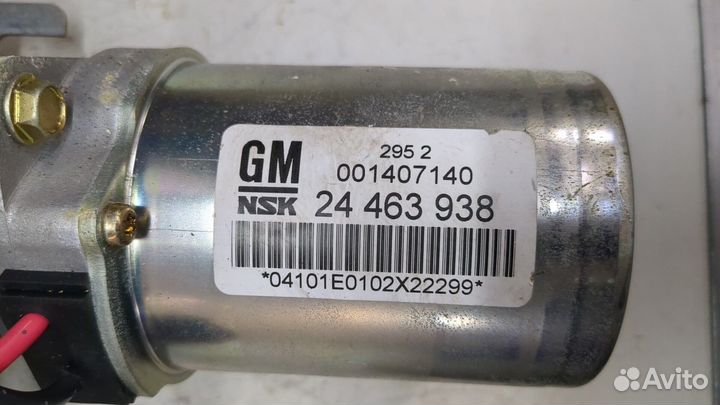 GM
295 2
001407140
NSK 24 463 938
*04101E0102X22299*
Avito